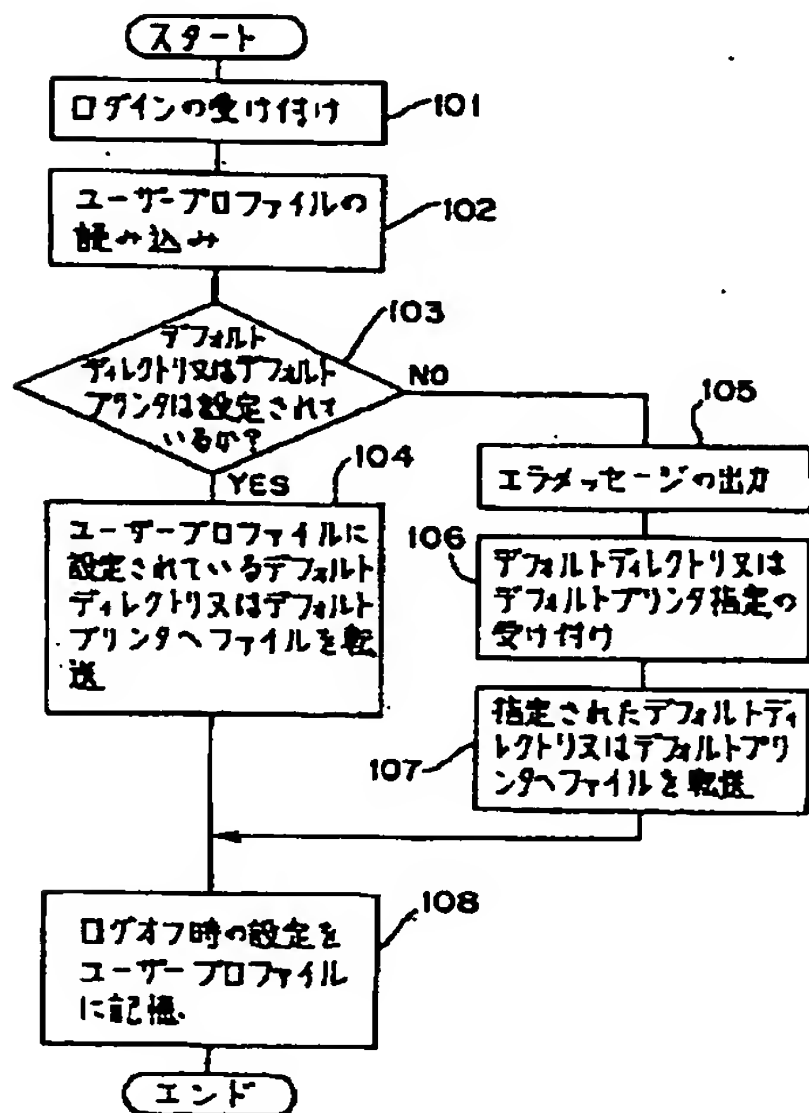 スタート
ログインの受け付け
101
ユーザープロファイルの
読み込み
102
デフォルト
ディレクトリ又はデフォルト
プリンタは設定されて
いるか?
103
NO
YES
104
ユーザープロファイルに
設定されているデフォルト
ディレクトリ又はデフォルト
プリンタへファイルを転
送
105
エラメッセージの出力
106
デフォルトディレクトリ又は
デフォルトプリンタ指定の
受け付け
指定されたデフォルトディ
レクトリ又はデフォルトプリ
ンタへファイルを転送
107
ログオフ時の設定を
ユーザープロファイル
に記憶.
108
エンド